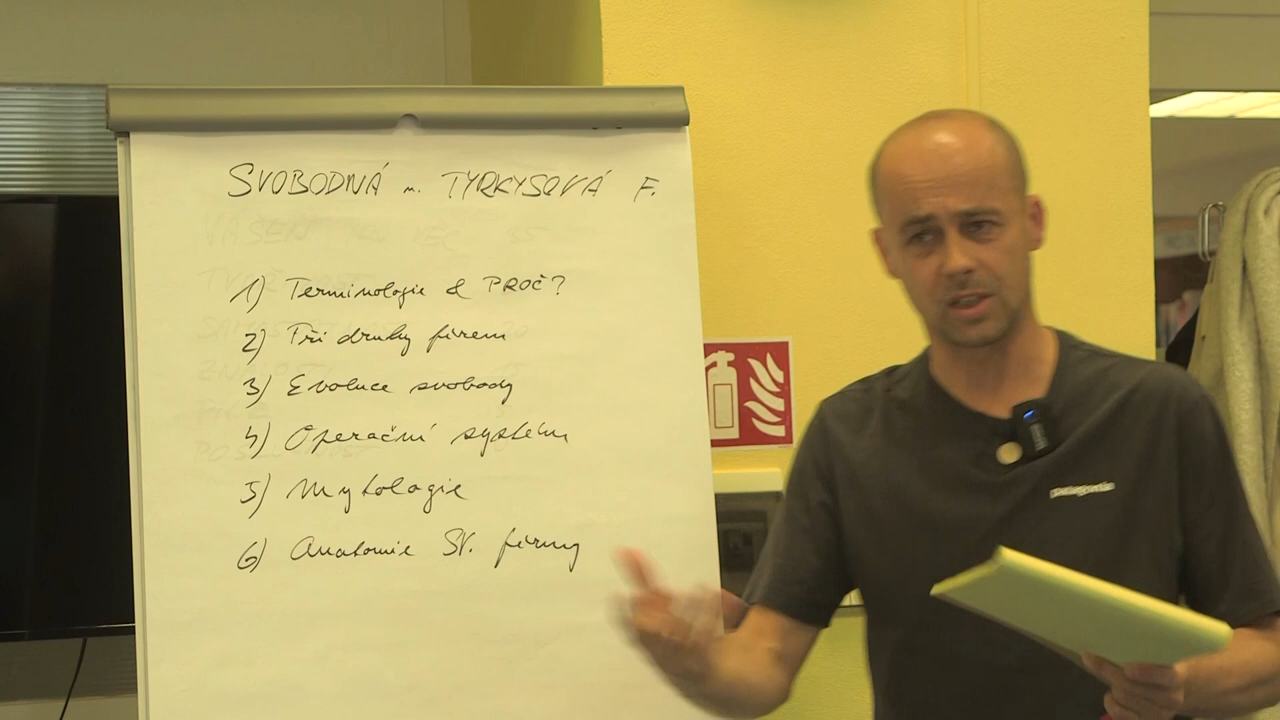 SVOBODNÁ n. TYRKYSOVÁ F.
1) Terminologie & PROČ?
2) Tři druhy firem
3) Evoluce svobody
4) Operační systém
5) Mytologie
6) Anatomie SV. firmy
patagonia